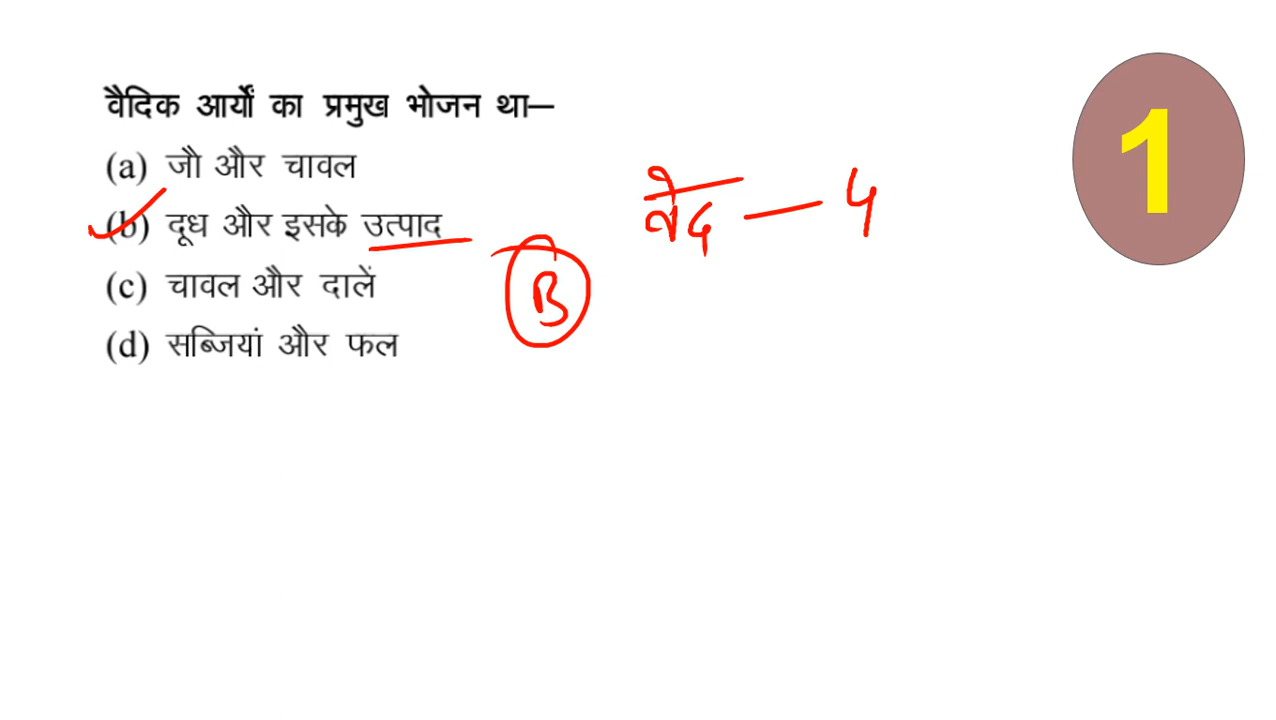 वैदिक आर्यों का प्रमुख भोजन था—
(a) जौ और चावल
(b) दूध और इसके उत्पाद
(c) चावल और दालें
(d) सब्जियां और फल
B
वेद — 4
1